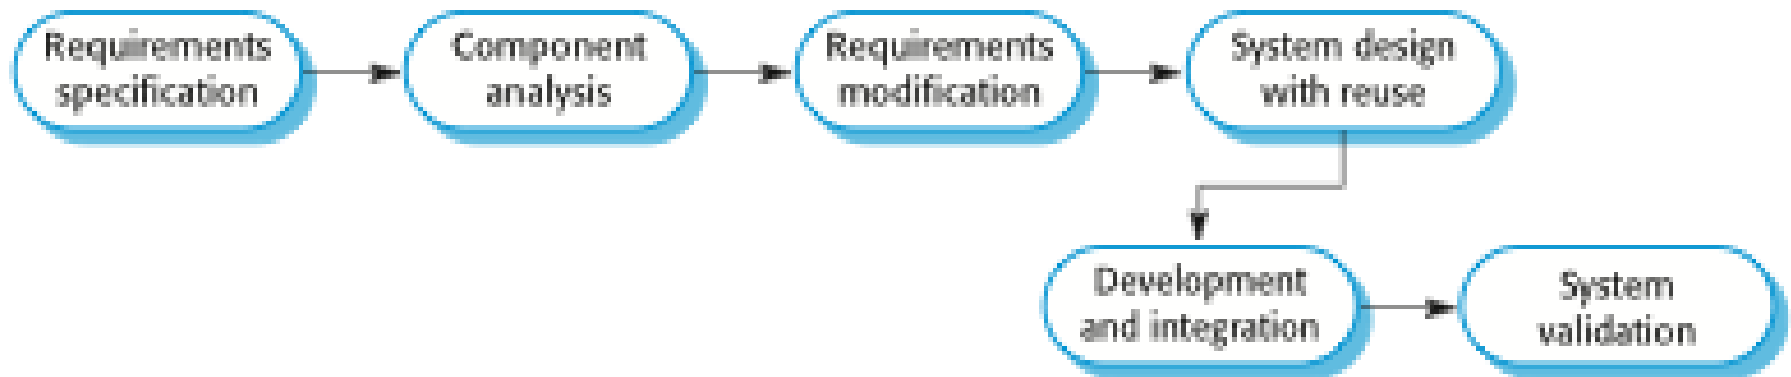 Requirements
specification
Component
analysis
Requirements
modification
System design
with reuse
Development
and integration
System
validation